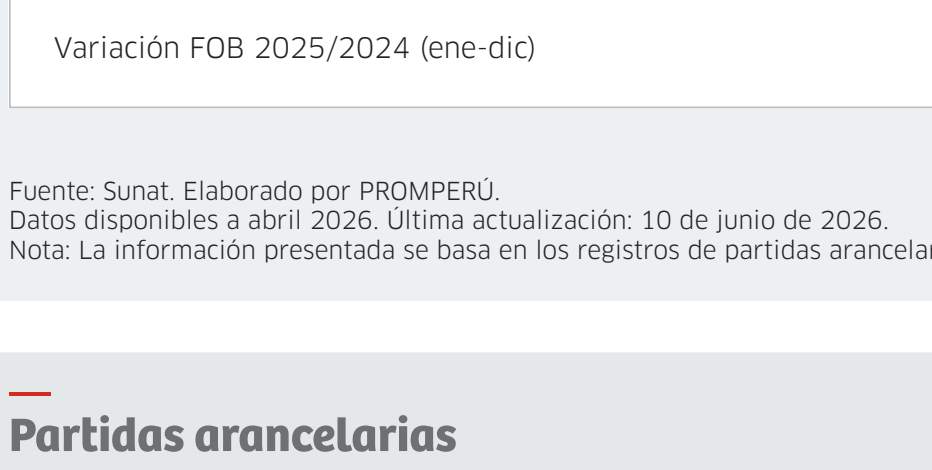 Variación FOB 2025/2024 (ene-dic)
Fuente: Sunat. Elaborado por PROMPERÚ.
Datos disponibles a abril 2026. Última actualización: 10 de junio de 2026.
Nota: La información presentada se basa en los registros de partidas
Partidas arancelarias